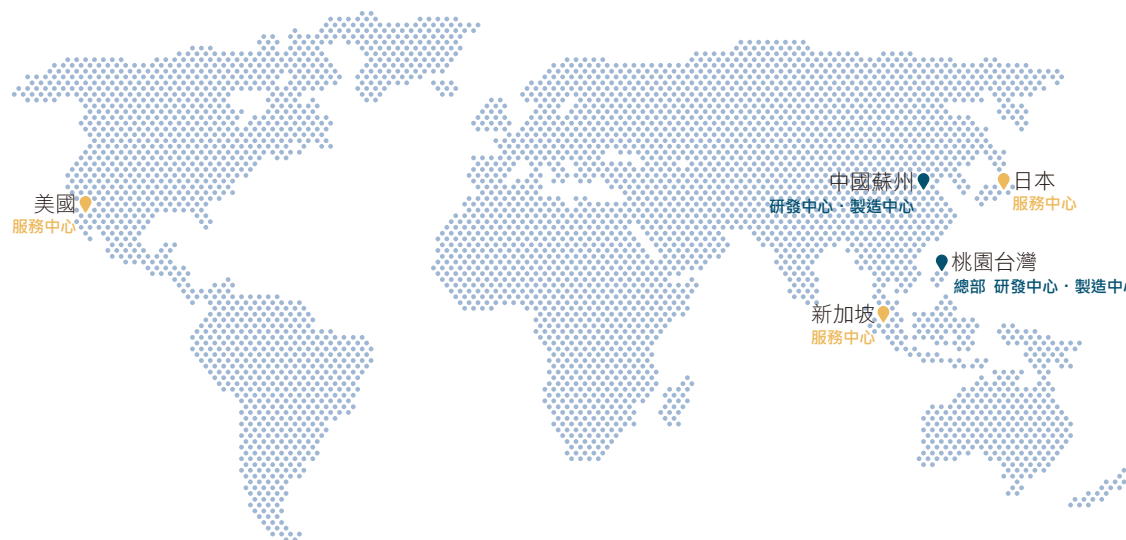 美國
服務中心
中國蘇州
研發中心・製造中心
日本
服務中心
桃園台灣
總部 研發中心・製造中
新加坡
服務中心